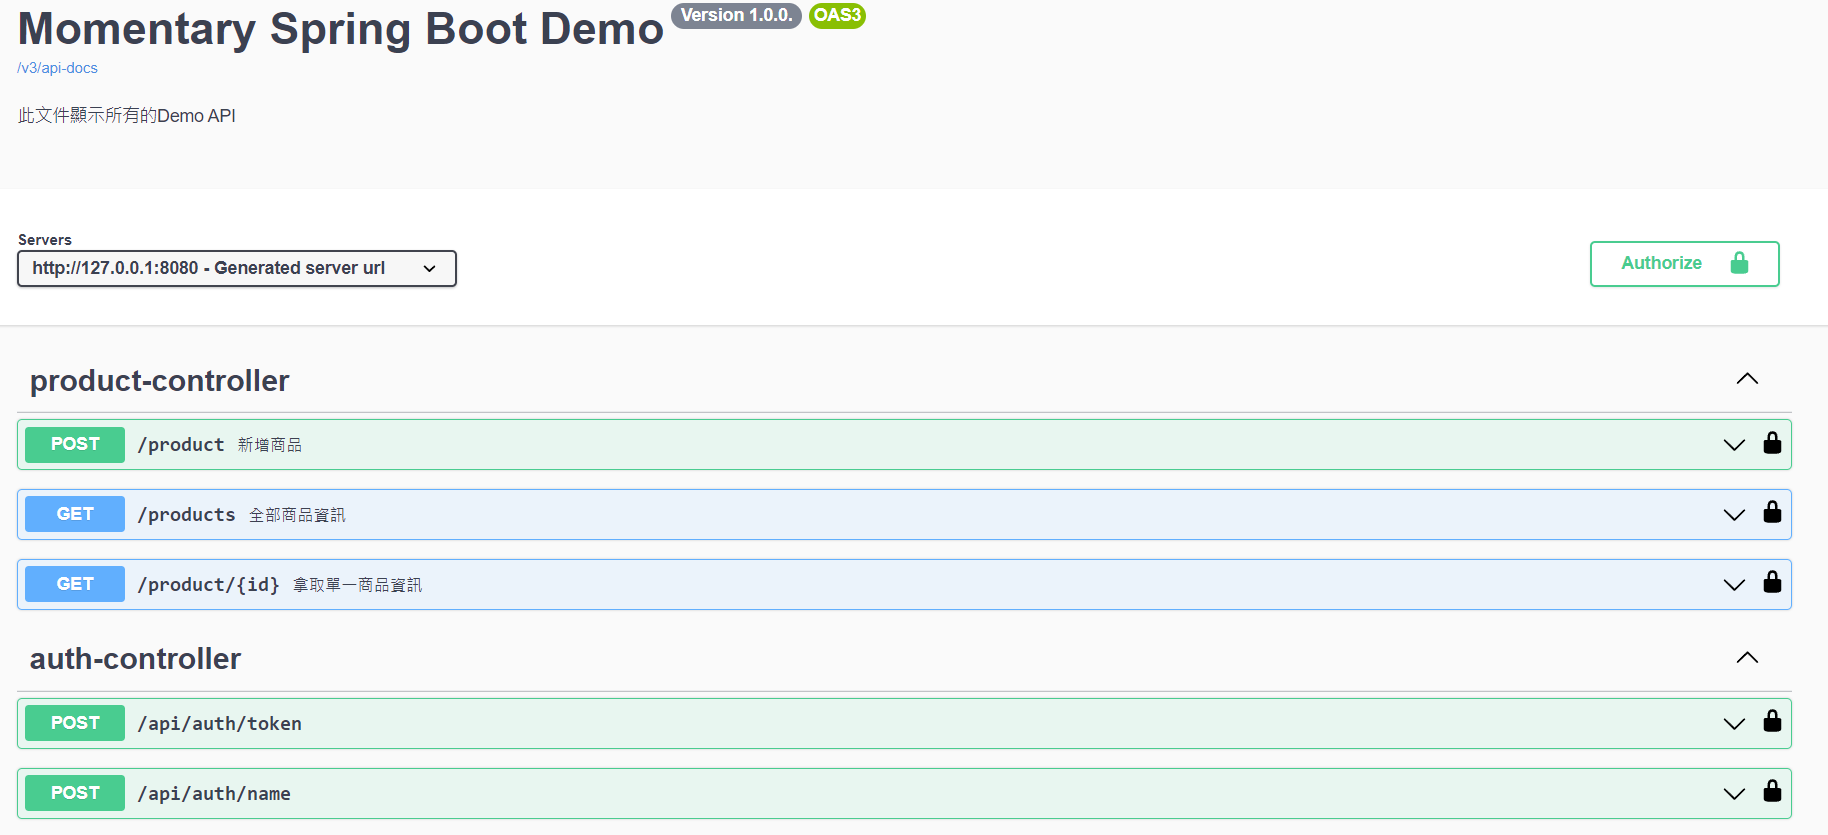 Momentary Spring Boot Demo Version 1.0.0. OAS3
/v3/api-docs
此文件顯示所有的Demo API
Servers
http://127.0.0.1:8080 - Generated server url
Authorize
product-controller
POST /product 新增商品
GET /products 全部商品資訊
GET /product/{id} 拿取單一商品資訊
auth-controller
POST /api/auth/token
POST /api/auth/name